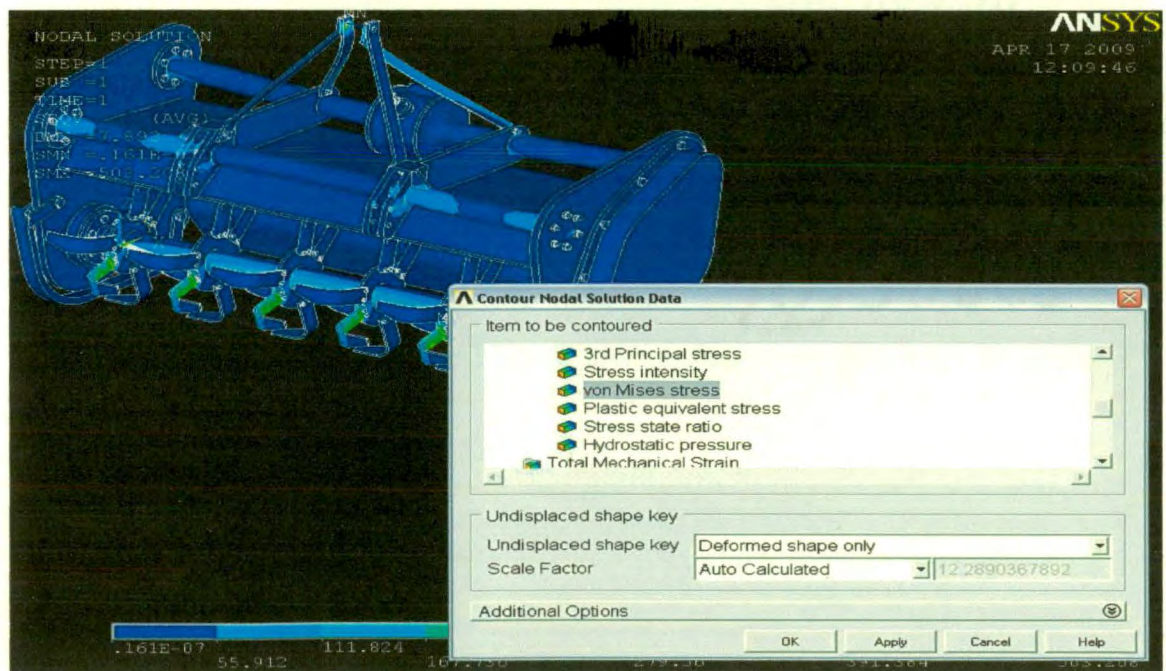 ANSYS
APR 17 2009
12:09:46
NODAL SOLUTION
STEP=1
SUB =1
TIME=1
(AVG)
SMN =.161E-07
Contour Nodal Solution Data
Item to be contoured
3rd Principal stress
Stress intensity
von Mises stress
Plastic equivalent stress
Stress state ratio
Hydrostatic pressure
Total Mechanical Strain
Undisplaced shape key
Undisplaced shape key Deformed shape only
Scale Factor Auto Calculated 12.2890367892
Additional Options
OK Apply Cancel Help
.161E-07 111.824
55.912